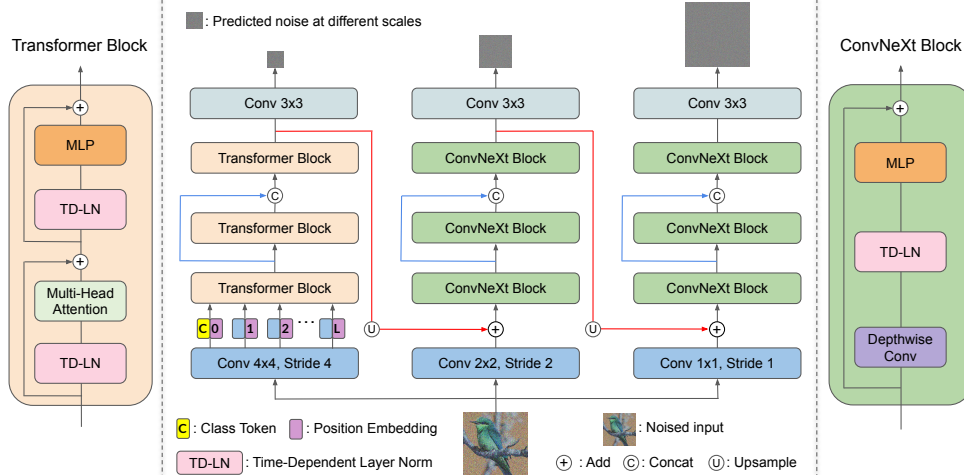 : Predicted noise at different scales
Transformer Block
ConvNeXt Block
Conv 3x3
Conv 3x3
Conv 3x3
+
MLP
TD-LN
+
Multi-Head
Attention
TD-LN
Transformer Block
C
Transformer Block
Transformer Block
C 0 1 2 ... L
Conv 4x4, Stride 4
U
ConvNeXt Block
C
ConvNeXt Block
ConvNeXt Block
+
Conv 2x2, Stride 2
U
ConvNeXt Block
C
ConvNeXt Block
ConvNeXt Block
+
Conv 1x1, Stride 1
+
MLP
TD-LN
Depthwise
Conv
C : Class Token
: Position Embedding
: Noised input
TD-LN : Time-Dependent Layer Norm
+ : Add
C : Concat
U : Upsample